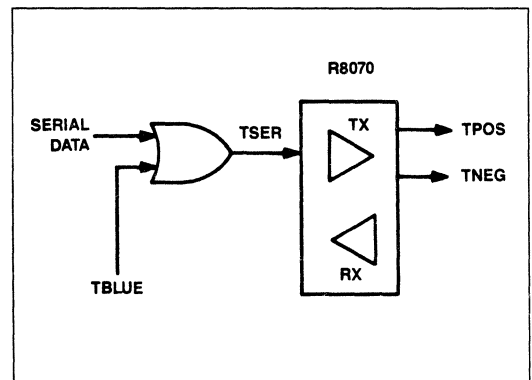 R8070
SERIAL
DATA
TSER
TX
TPOS
TNEG
TBLUE
RX